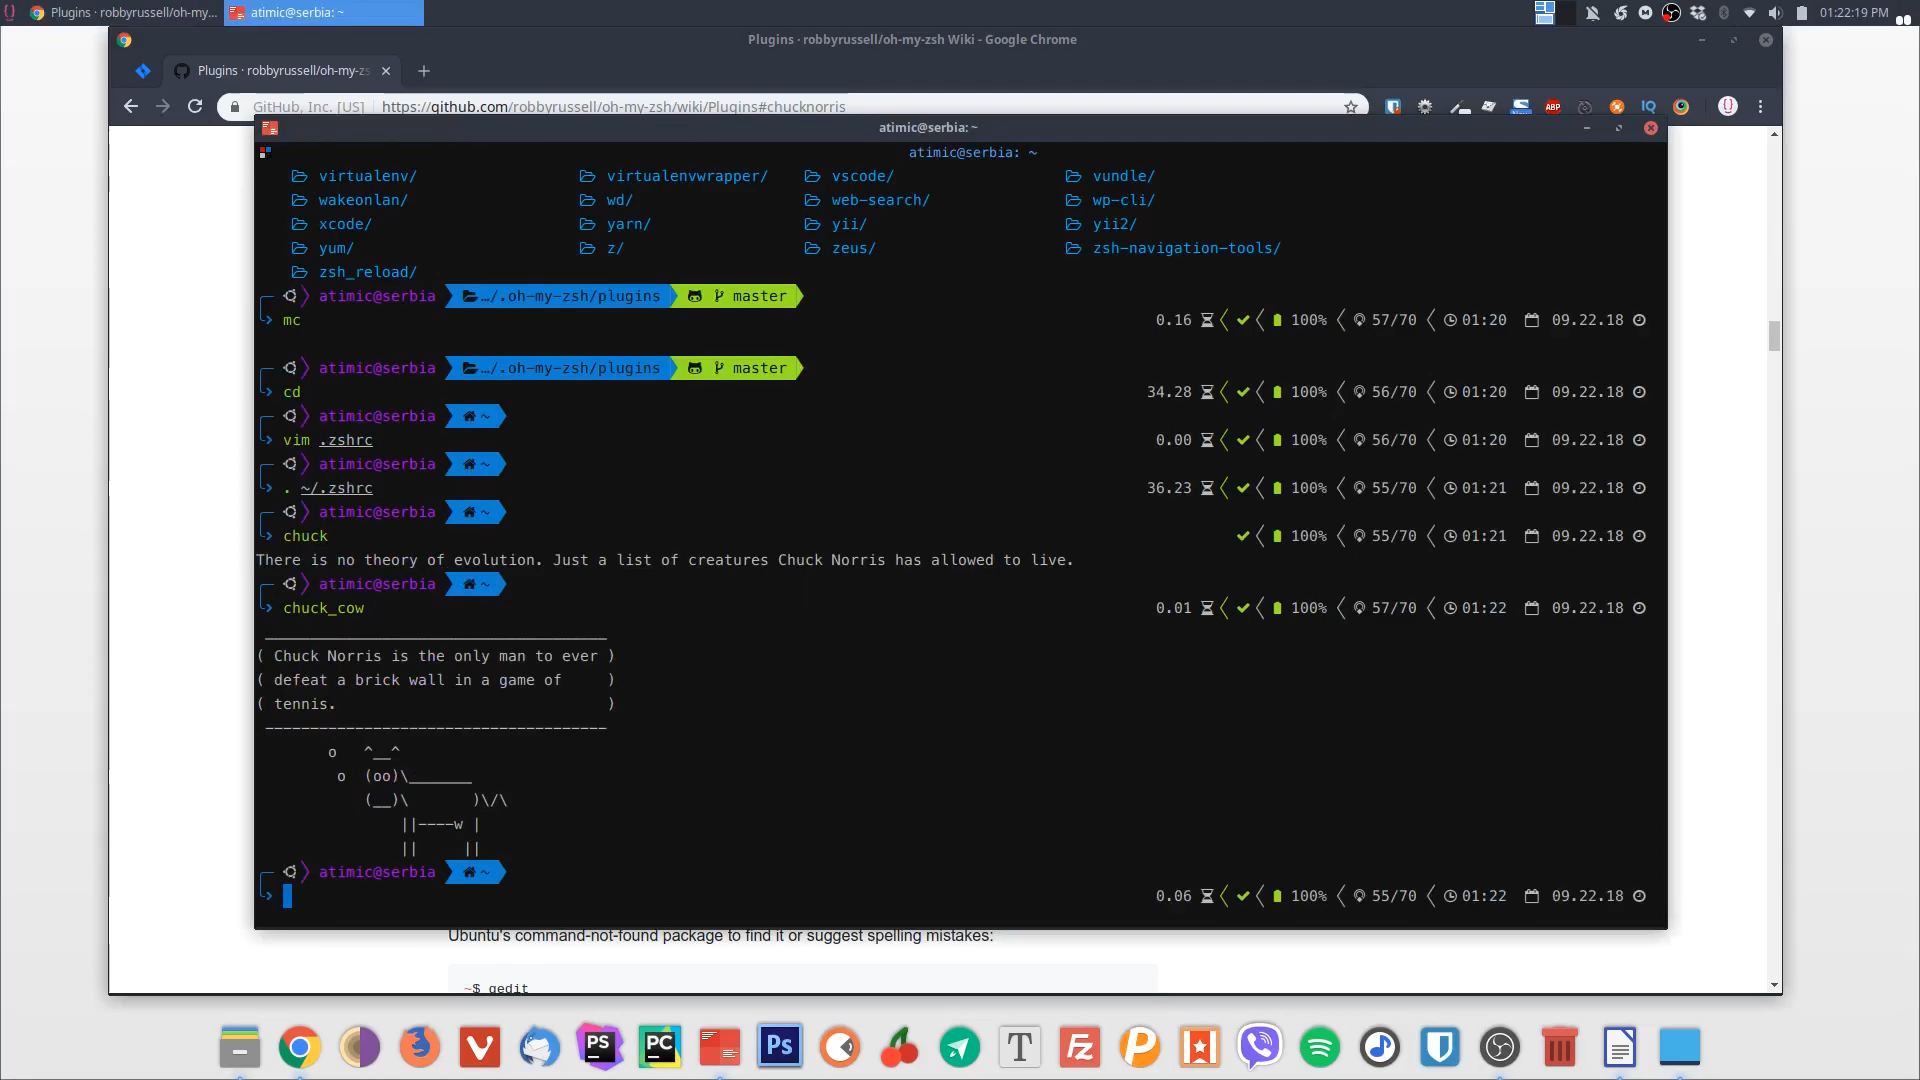 Plugins · robbyrussell/oh-my...
atimic@serbia: ~
01:22:19 PM
Plugins · robbyrussell/oh-my-zsh Wiki - Google Chrome
Plugins · robbyrussell/oh-my-zs
GitHub, Inc. [US]
https://github.com/robbyrussell/oh-my-zsh/wiki/Plugins#chucknorris
ABP
IQ
atimic@serbia: ~
atimic@serbia: ~
virtualenv/ virtualenvwrapper/ vscode/ vundle/
wakeonlan/ wd/ web-search/ wp-cli/
xcode/ yarn/ yii/ yii2/
yum/ z/ zeus/ zsh-navigation-tools/
zsh_reload/
atimic@serbia …/.oh-my-zsh/plugins master
mc 0.16 100% 57/70 01:20 09.22.18
atimic@serbia …/.oh-my-zsh/plugins master
cd 34.28 100% 56/70 01:20 09.22.18
atimic@serbia ~
vim .zshrc 0.00 100% 56/70 01:20 09.22.18
atimic@serbia ~
. ~/.zshrc 36.23 100% 55/70 01:21 09.22.18
atimic@serbia ~
chuck 100% 55/70 01:21 09.22.18
There is no theory of evolution. Just a list of creatures Chuck Norris has allowed to live.
atimic@serbia ~
chuck_cow 0.01 100% 57/70 01:22 09.22.18
______________________________________
( Chuck Norris is the only man to ever )
( defeat a brick wall in a game of )
( tennis. )
--------------------------------------
o ^__^
o (oo)\_______
(__)\ )\/\
||----w |
|| ||
atimic@serbia ~
0.06 100% 55/70 01:22 09.22.18
Ubuntu's command-not-found package to find it or suggest spelling mistakes:
~$ gedit
PS
PC
Ps
T
FZ
P